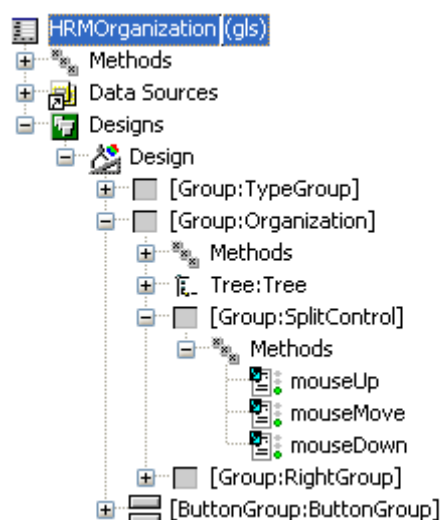 HRMOrganization (gls)
Methods
Data Sources
Designs
Design
[Group:TypeGroup]
[Group:Organization]
Methods
Tree:Tree
[Group:SplitControl]
Methods
mouseUp
mouseMove
mouseDown
[Group:RightGroup]
[ButtonGroup:ButtonGroup]